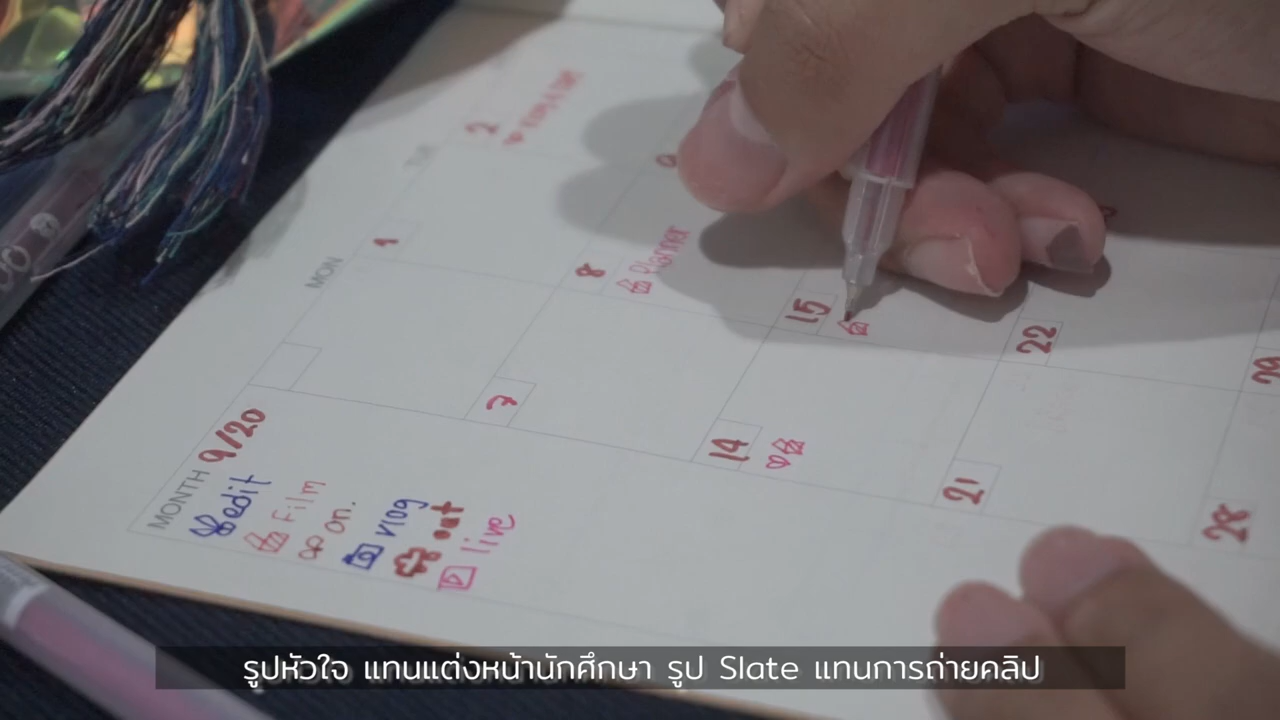 MON
TUE
1
2
7
8
Planner
14
15
21
22
28
29
MONTH 9/20
edit
Film
on.
vlog
out
live
รูปหัวใจ แทนแต่งหน้านักศึกษา รูป Slate แทนการถ่ายคลิป